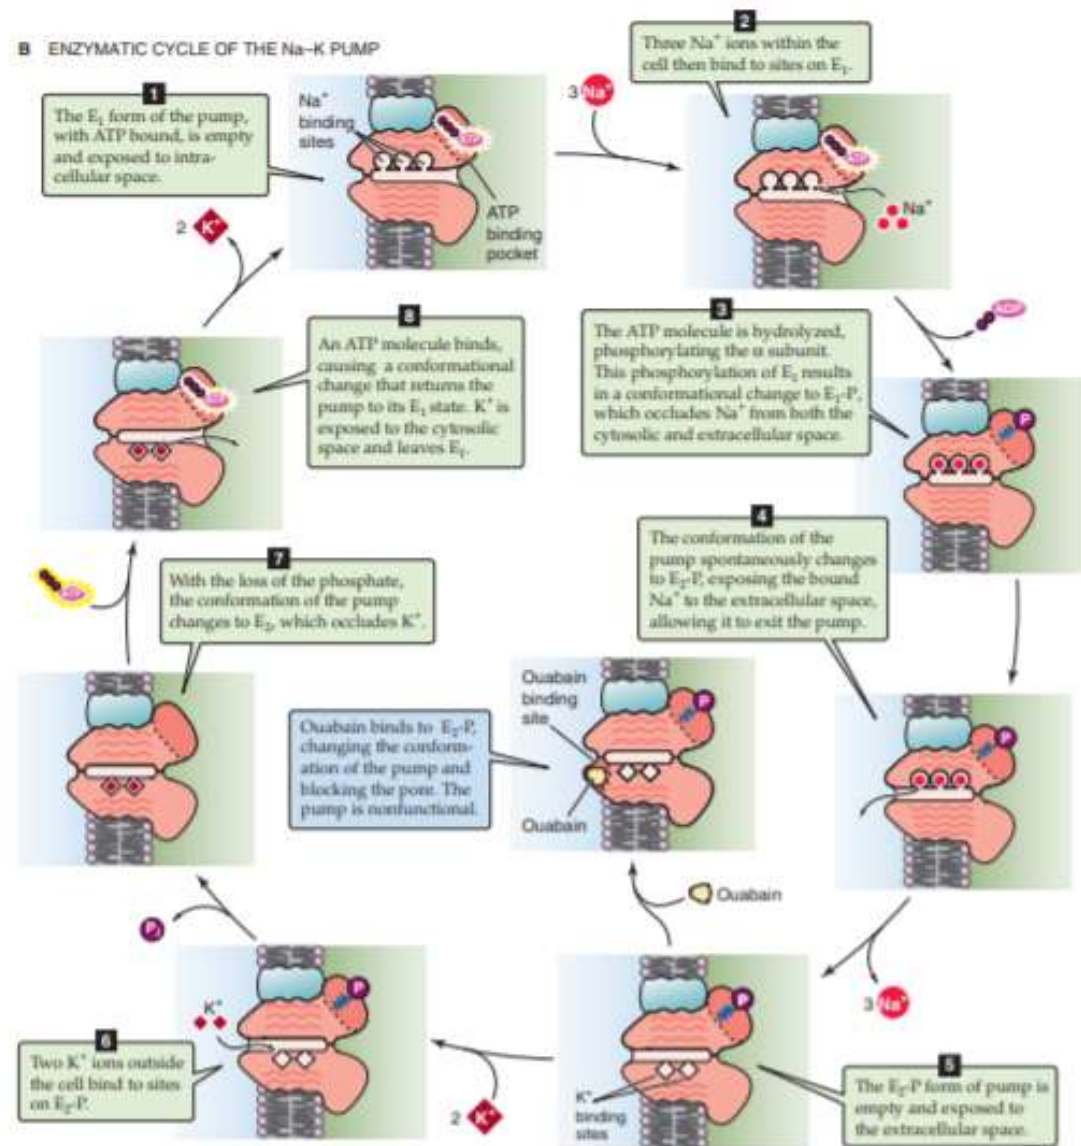 B ENZYMATIC CYCLE OF THE Na–K PUMP
1
The E₁ form of the pump,
with ATP bound, is empty
and exposed to intra-
cellular space.
Na⁺
binding
sites
ATP
binding
pocket
3 Na⁺
2
Three Na⁺ ions within the
cell then bind to sites on E₁.
Na⁺
ADP
3
The ATP molecule is hydrolyzed,
phosphorylating the α subunit.
This phosphorylation of E₁ results
in a conformational change to E₁-P,
which occludes Na⁺ from both the
cytosolic and extracellular space.
P
4
The conformation of the
pump spontaneously changes
to E₂-P, exposing the bound
Na⁺ to the extracellular space,
allowing it to exit the pump.
P
3 Na⁺
5
The E₂-P form of pump is
empty and exposed to
the extracellular space.
K⁺
binding
sites
P
Ouabain
Ouabain
binding
site
P
Ouabain
Ouabain binds to E₂-P,
changing the conform-
ation of the pump and
blocking the pore. The
pump is nonfunctional.
2 K⁺
6
Two K⁺ ions outside
the cell bind to sites
on E₂-P.
K⁺
P
Pᵢ
7
With the loss of the phosphate,
the conformation of the pump
changes to E₂, which occludes K⁺.
8
An ATP molecule binds,
causing a conformational
change that returns the
pump to its E₁ state. K⁺ is
exposed to the cytosolic
space and leaves E₁.
2 K⁺